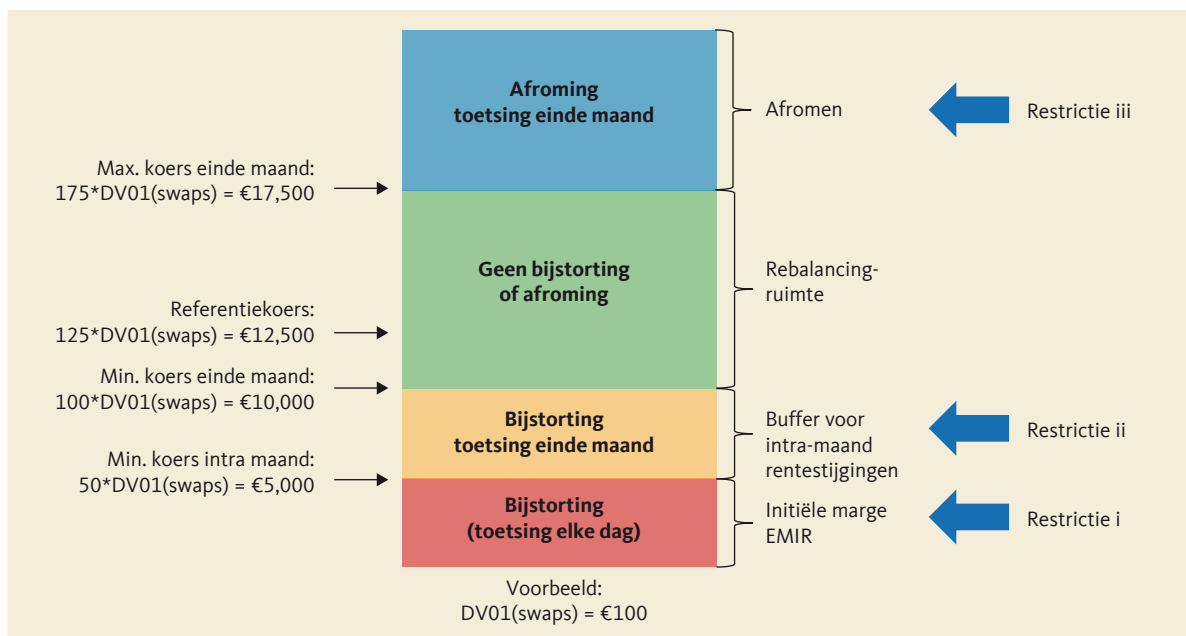 Afroming
toetsing einde maand
Afromen
Restrictie iii
Max. koers einde maand:
175*DV01(swaps) = €17,500
Geen bijstorting
of afroming
Rebalancing-
ruimte
Referentiekoers:
125*DV01(swaps) = €12,500
Min. koers einde maand:
100*DV01(swaps) = €10,000
Bijstorting
toetsing einde maand
Buffer voor
intra-maand
rentestijgingen
Restrictie ii
Min. koers intra maand:
50*DV01(swaps) = €5,000
Bijstorting
(toetsing elke dag)
Initiële marge
EMIR
Restrictie i
Voorbeeld:
DV01(swaps) = €100